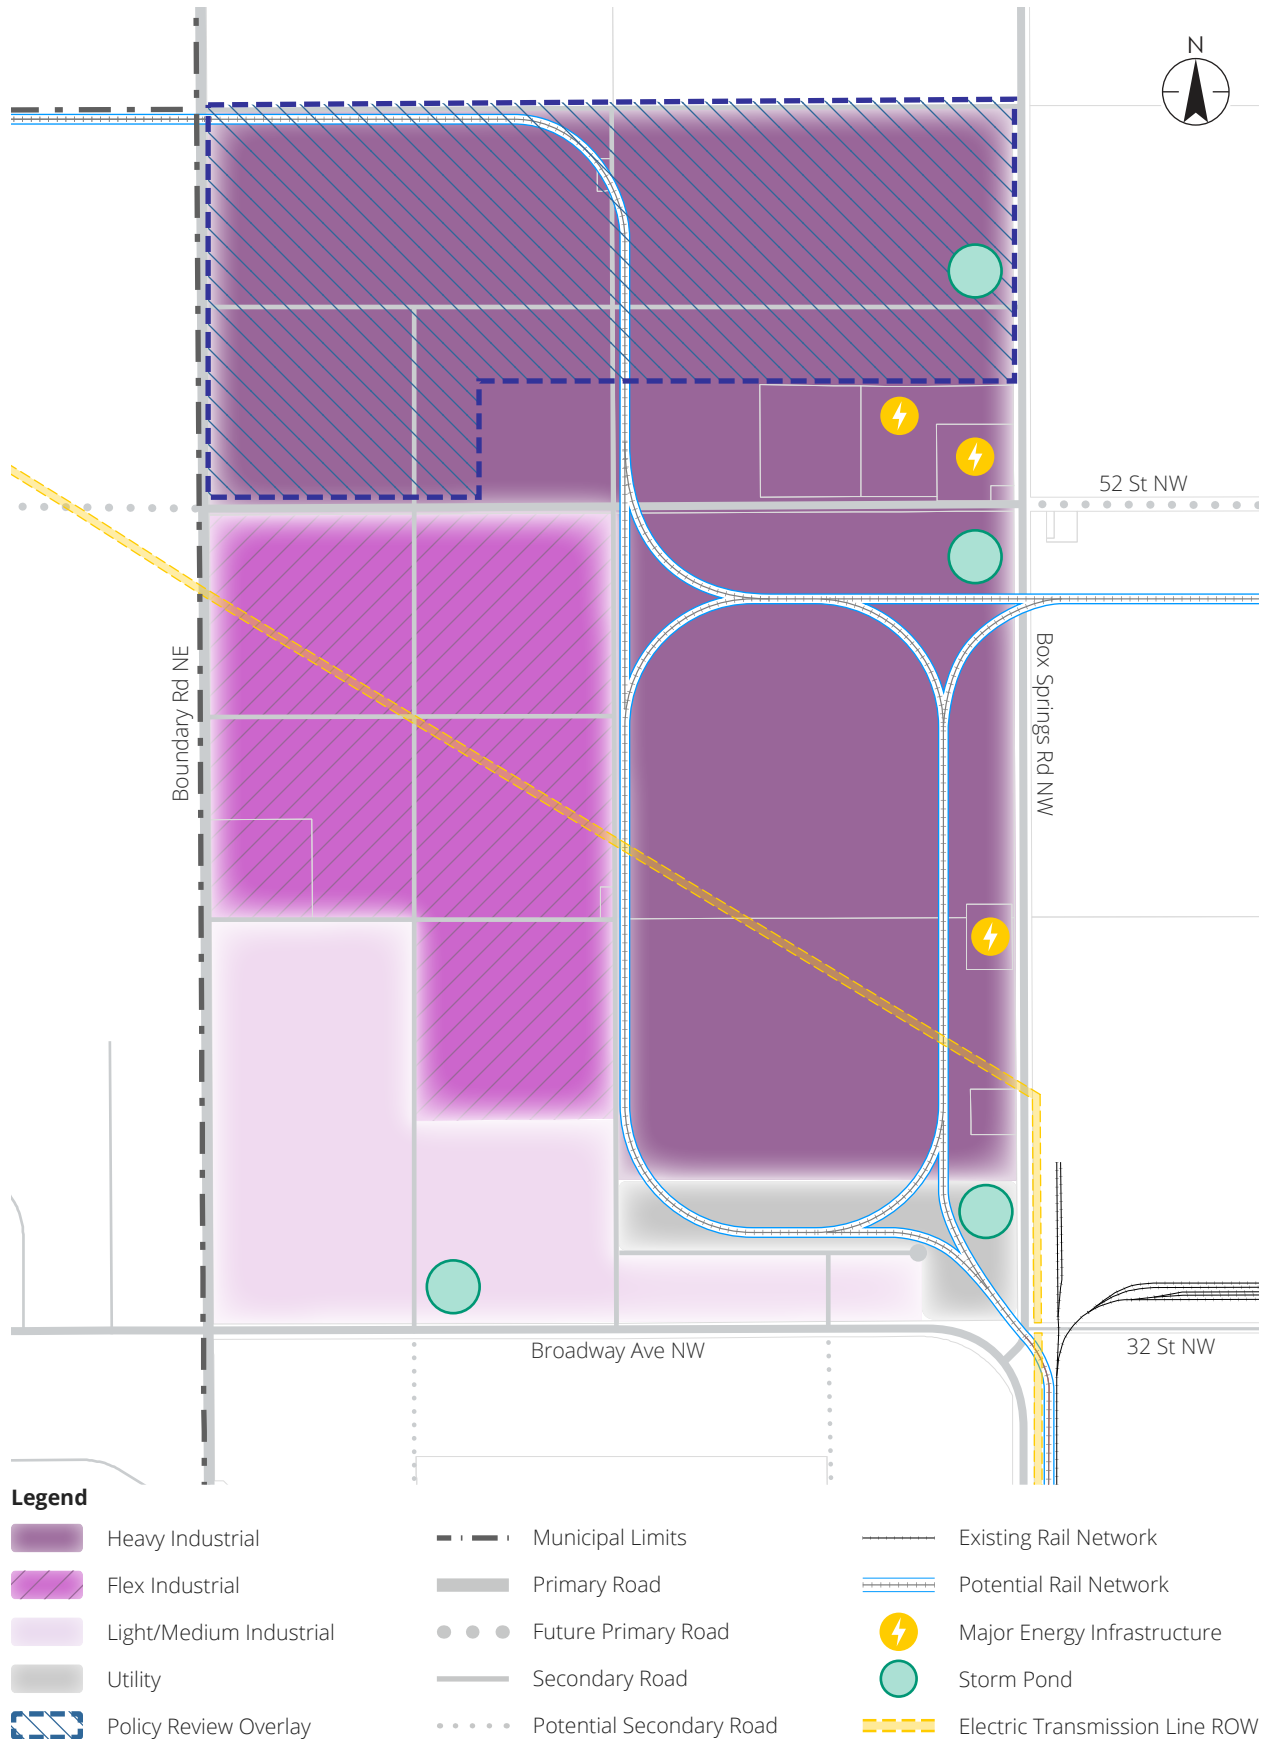 N
52 St NW
Boundary Rd NE
Box Springs Rd NW
Broadway Ave NW
32 St NW
Legend
Heavy Industrial
Flex Industrial
Light/Medium Industrial
Utility
Policy Review Overlay
Municipal Limits
Primary Road
Future Primary Road
Secondary Road
Potential Secondary Road
Existing Rail Network
Potential Rail Network
Major Energy Infrastructure
Storm Pond
Electric Transmission Line ROW